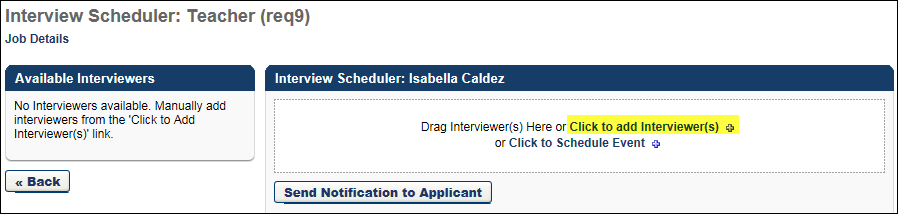 Interview Scheduler: Teacher (req9)
Job Details
Available Interviewers
No Interviewers available. Manually add
interviewers from the 'Click to Add
Interviewer(s)' link.
« Back
Interview Scheduler: Isabella Caldez
Drag Interviewer(s) Here or Click to add Interviewer(s)
or Click to Schedule Event
Send Notification to Applicant